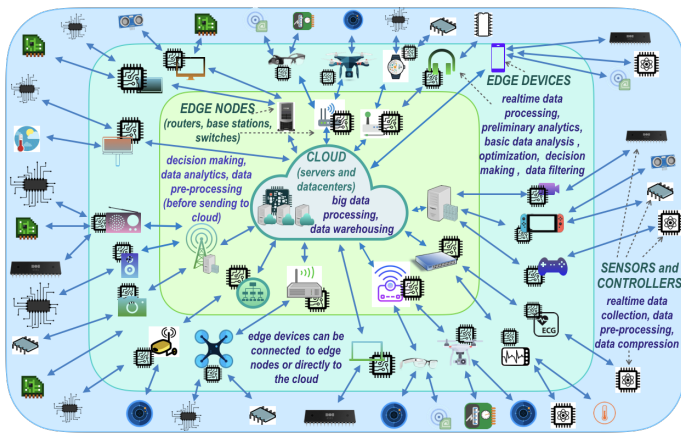 EDGE NODES
(routers, base stations,
switches)
decision making,
data analytics, data
pre-processing
(before sending to
cloud)
CLOUD
(servers and
datacenters)
big data
processing,
data warehousing
EDGE DEVICES
realtime data
processing,
preliminary analytics,
basic data analysis ,
optimization, decision
making , data filtering
SENSORS and
CONTROLLERS
realtime data
collection, data
pre-processing,
data compression
edge devices can be
connected to edge
nodes or directly to
the cloud
ECG